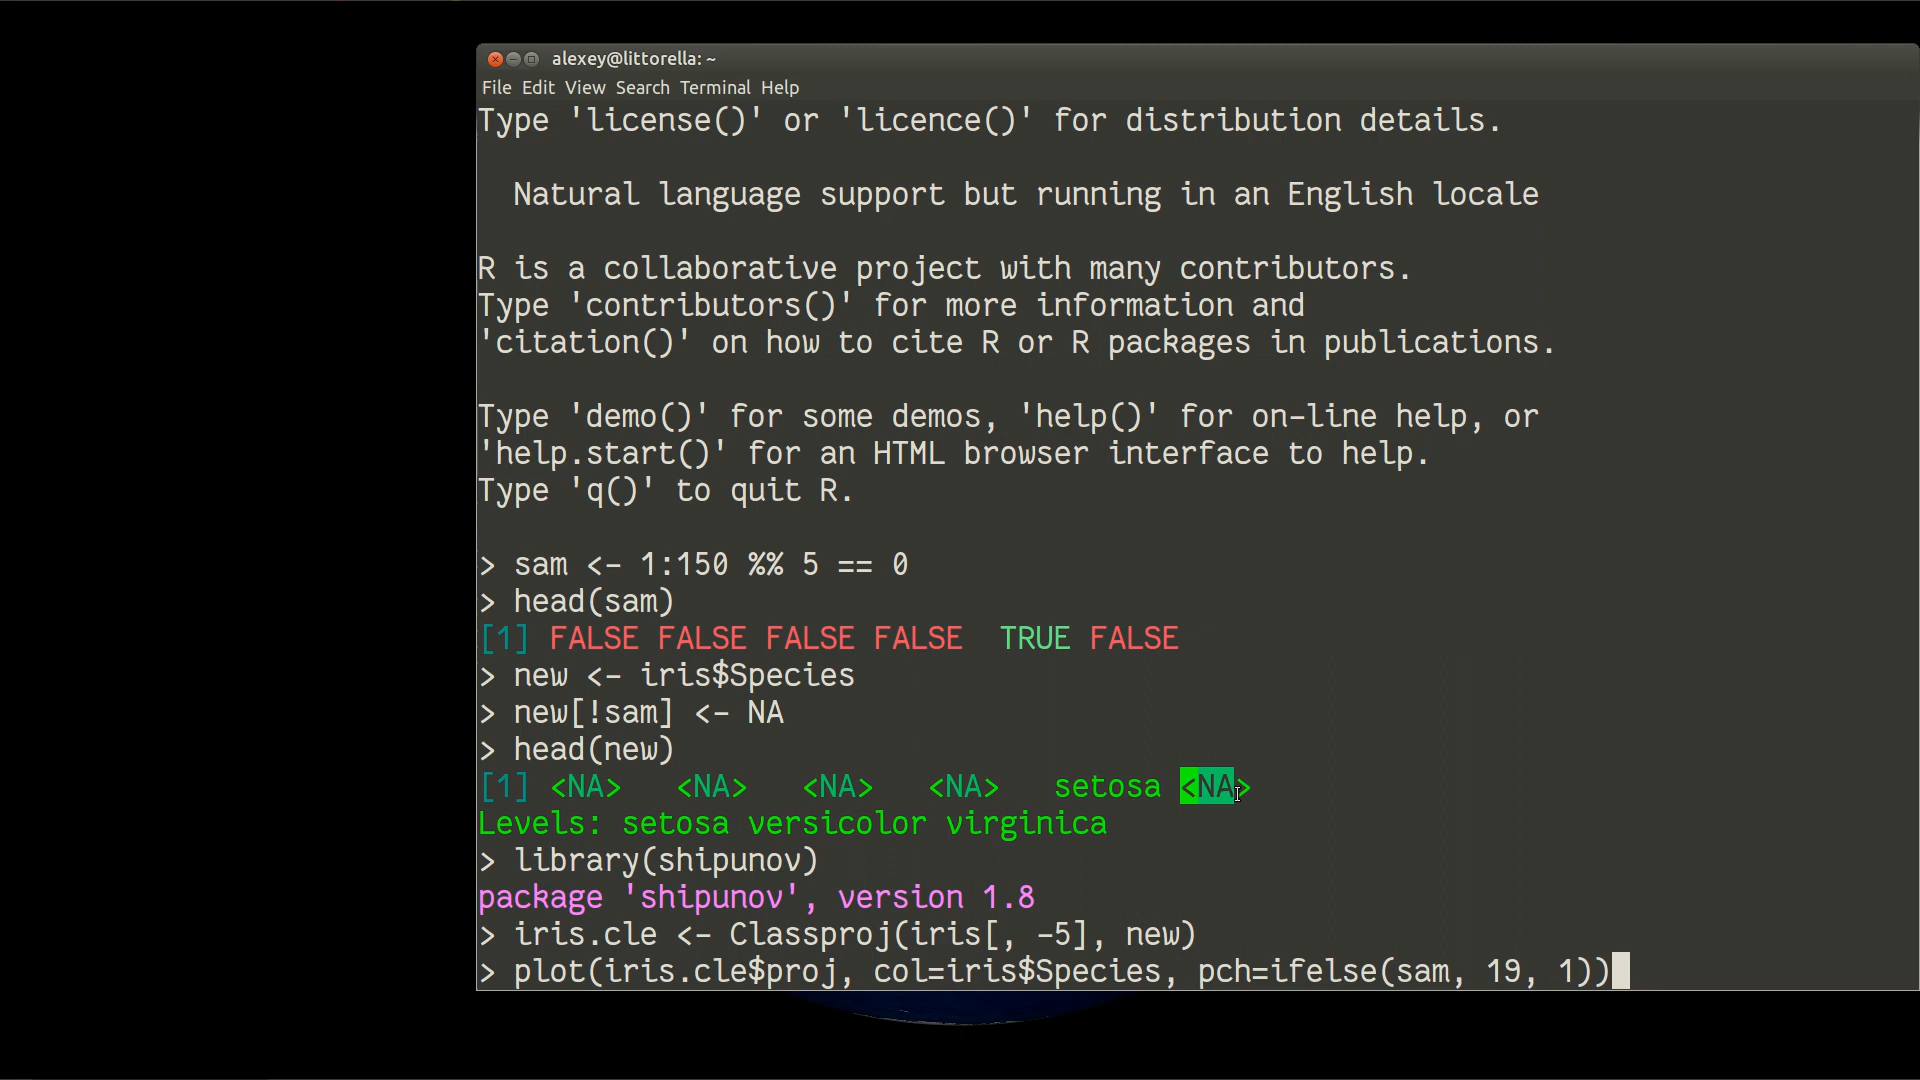 alexey@littorella: ~
File Edit View Search Terminal Help
Type 'license()' or 'licence()' for distribution details.
Natural language support but running in an English locale
R is a collaborative project with many contributors.
Type 'contributors()' for more information and
'citation()' on how to cite R or R packages in publications.
Type 'demo()' for some demos, 'help()' for on-line help, or
'help.start()' for an HTML browser interface to help.
Type 'q()' to quit R.
> sam <- 1:150 %% 5 == 0
> head(sam)
[1] FALSE FALSE FALSE FALSE  TRUE FALSE
> new <- iris$Species
> new[!sam] <- NA
> head(new)
[1] <NA>   <NA>   <NA>   <NA>   setosa <NA>
Levels: setosa versicolor virginica
> library(shipunov)
package 'shipunov', version 1.8
> iris.cle <- Classproj(iris[, -5], new)
> plot(iris.cle$proj, col=iris$Species, pch=ifelse(sam, 19, 1))